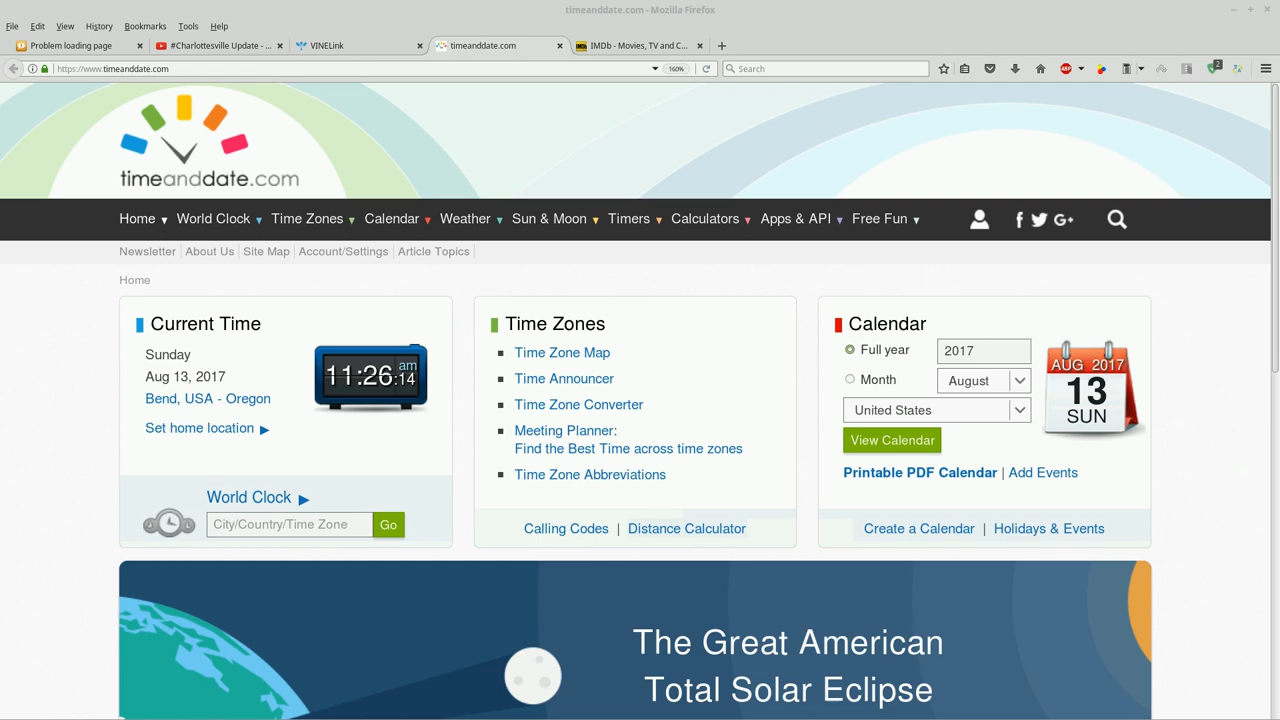 timeanddate.com - Mozilla Firefox
File Edit View History Bookmarks Tools Help
Problem loading page × #Charlottesville Update - ... × VINELink × timeanddate.com × IMDb - Movies, TV and C... × +
https://www.timeanddate.com 160% Search ABP 2
timeanddate.com
Home World Clock Time Zones Calendar Weather Sun & Moon Timers Calculators Apps & API Free Fun f G+
Newsletter About Us Site Map Account/Settings Article Topics
Home
Current Time
Sunday
Aug 13, 2017
Bend, USA - Oregon
Set home location
11:26:14 am
World Clock
City/Country/Time Zone Go
Time Zones
Time Zone Map
Time Announcer
Time Zone Converter
Meeting Planner:
Find the Best Time across time zones
Time Zone Abbreviations
Calling Codes | Distance Calculator
Calendar
Full year 2017
Month August
United States
View Calendar
AUG 2017
13
SUN
Printable PDF Calendar | Add Events
Create a Calendar | Holidays & Events
The Great American
Total Solar Eclipse